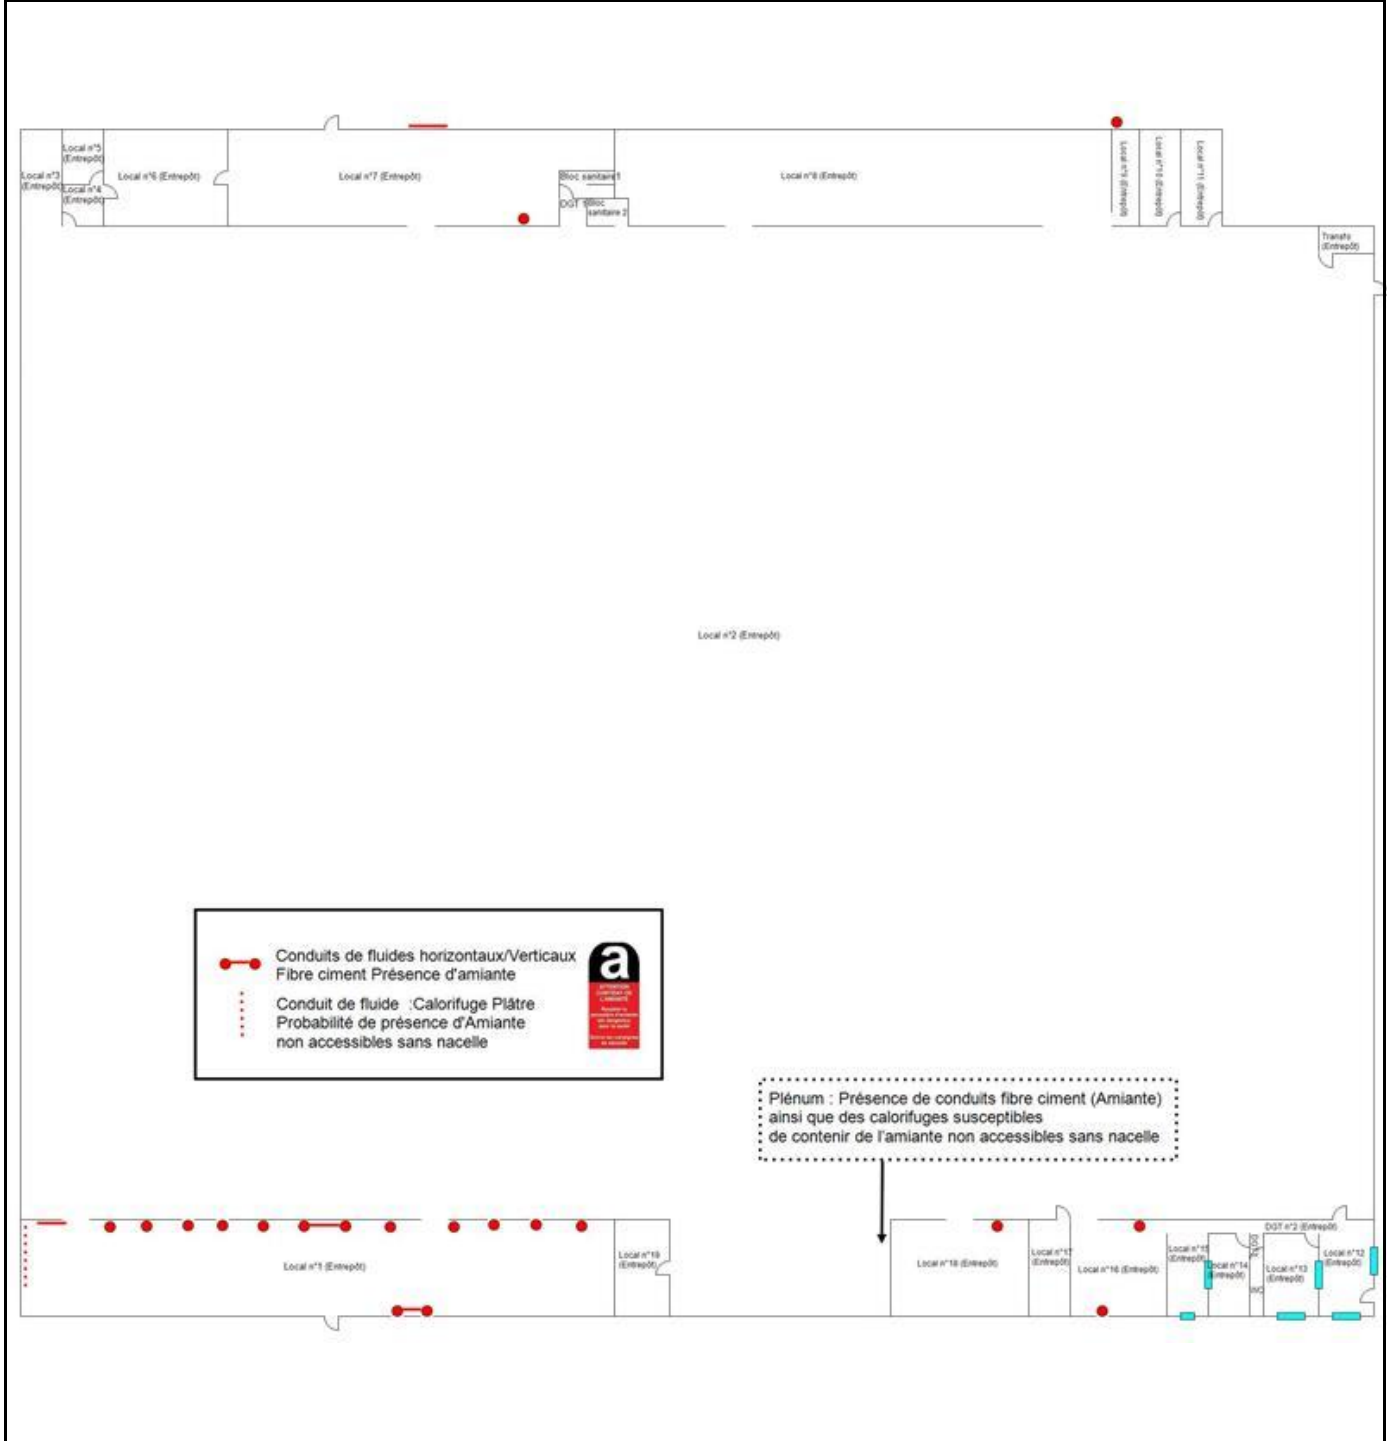 Local n°5
(Entrepôt)
Local n°3
(Entrepôt)
Local n°4
(Entrepôt)
Local n°6 (Entrepôt)
Local n°7 (Entrepôt)
Bloc sanitaire1
DGT 1
Bloc
sanitaire 2
Local n°8 (Entrepôt)
Local n°9 (Entrepôt)
Local n°10 (Entrepôt)
Local n°11 (Entrepôt)
Transfo
(Entrepôt)
Local n°2 (Entrepôt)
Conduits de fluides horizontaux/Verticaux
Fibre ciment Présence d'amiante
Conduit de fluide :Calorifuge Plâtre
Probabilité de présence d'Amiante
non accessibles sans nacelle
a
ATTENTION
CONTIENT DE
L'AMIANTE
Plénum : Présence de conduits fibre ciment (Amiante)
ainsi que des calorifuges susceptibles
de contenir de l'amiante non accessibles sans nacelle
Local n°1 (Entrepôt)
Local n°19
(Entrepôt)
Local n°18 (Entrepôt)
Local n°17
(Entrepôt)
Local n°16 (Entrepôt)
Local n°15
(Entrepôt)
Local n°14
(Entrepôt)
WC
DGT n°2 (Entrepôt)
Local n°13
(Entrepôt)
Local n°12
(Entrepôt)